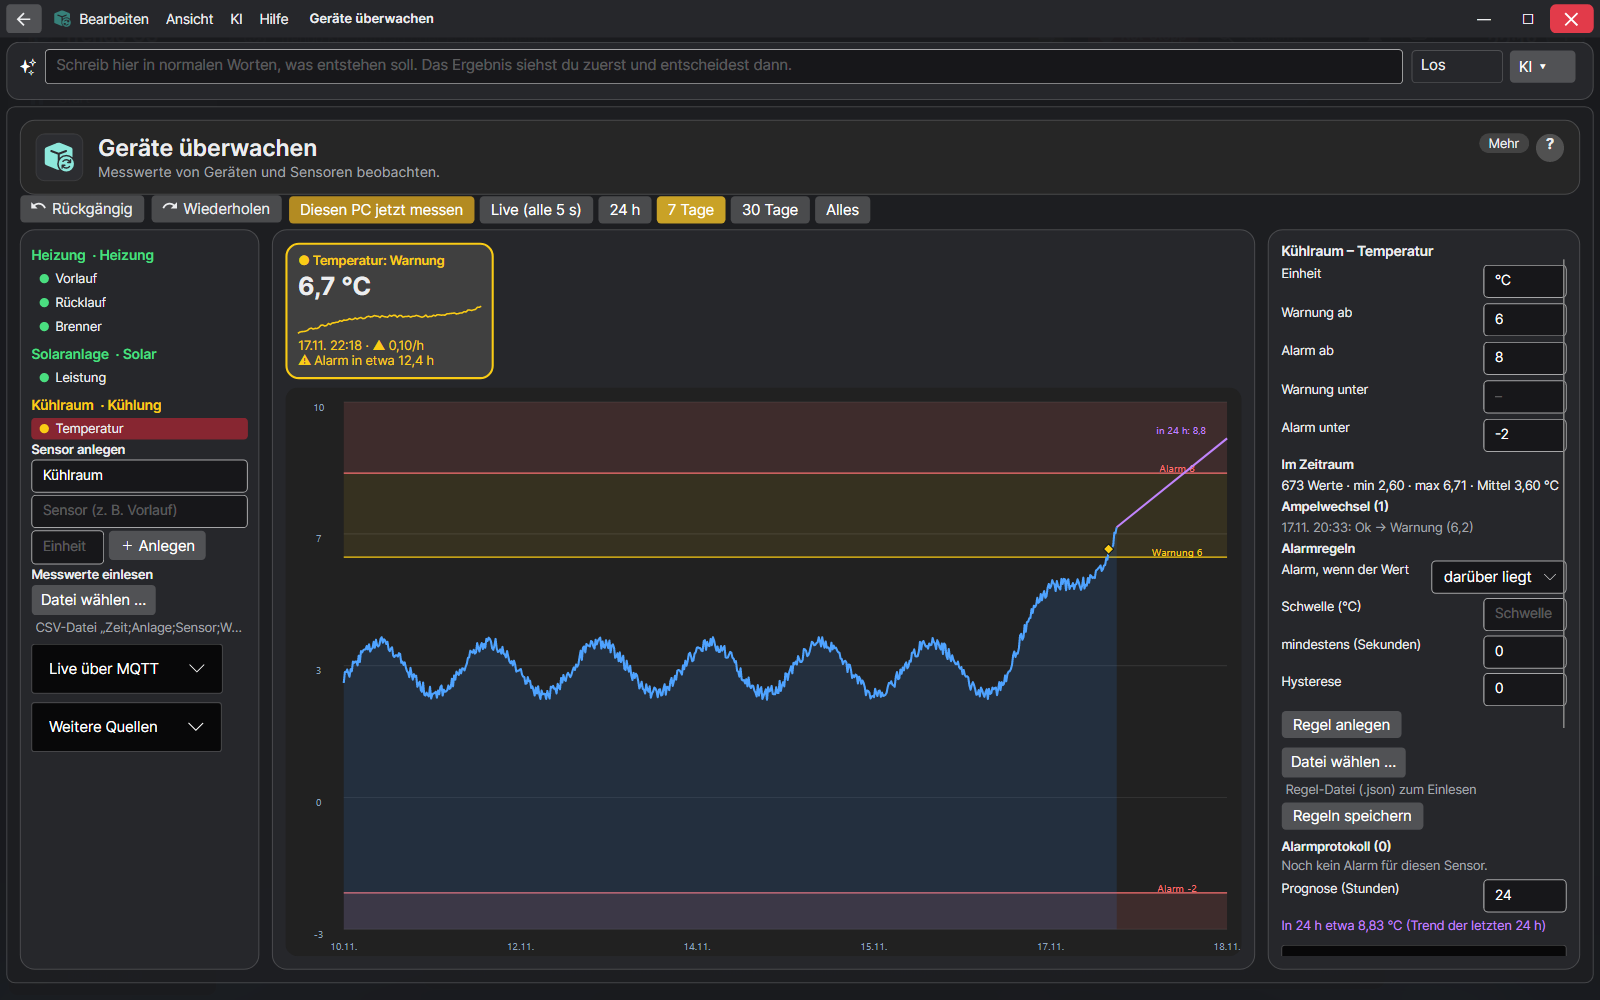 Bearbeiten Ansicht KI Hilfe Geräte überwachen
Schreib hier in normalen Worten, was entstehen soll. Das Ergebnis siehst du zuerst und entscheidest dann.
Los
KI
Geräte überwachen
Messwerte von Geräten und Sensoren beobachten.
Mehr
?
Rückgängig
Wiederholen
Diesen PC jetzt messen
Live (alle 5 s)
24 h
7 Tage
30 Tage
Alles
Heizung · Heizung
Vorlauf
Rücklauf
Brenner
Solaranlage · Solar
Leistung
Kühlraum · Kühlung
Temperatur
Sensor anlegen
Kühlraum
Sensor (z. B. Vorlauf)
Einheit
+ Anlegen
Messwerte einlesen
Datei wählen ...
CSV-Datei „Zeit;Anlage;Sensor;W...
Live über MQTT
Weitere Quellen
Temperatur: Warnung
6,7 °C
17.11. 22:18 · ▲ 0,10/h
⚠ Alarm in etwa 12,4 h
10
7
3
0
-3
in 24 h: 8,8
Alarm 8
Warnung 6
Alarm -2
10.11.
12.11.
14.11.
15.11.
17.11.
18.11.
Kühlraum – Temperatur
Einheit
°C
Warnung ab
6
Alarm ab
8
Warnung unter
–
Alarm unter
-2
Im Zeitraum
673 Werte · min 2,60 · max 6,71 · Mittel 3,60 °C
Ampelwechsel (1)
17.11. 20:33: Ok → Warnung (6,2)
Alarmregeln
Alarm, wenn der Wert
darüber liegt
Schwelle (°C)
Schwelle
mindestens (Sekunden)
0
Hysterese
0
Regel anlegen
Datei wählen ...
Regel-Datei (.json) zum Einlesen
Regeln speichern
Alarmprotokoll (0)
Noch kein Alarm für diesen Sensor.
Prognose (Stunden)
24
In 24 h etwa 8,83 °C (Trend der letzten 24 h)